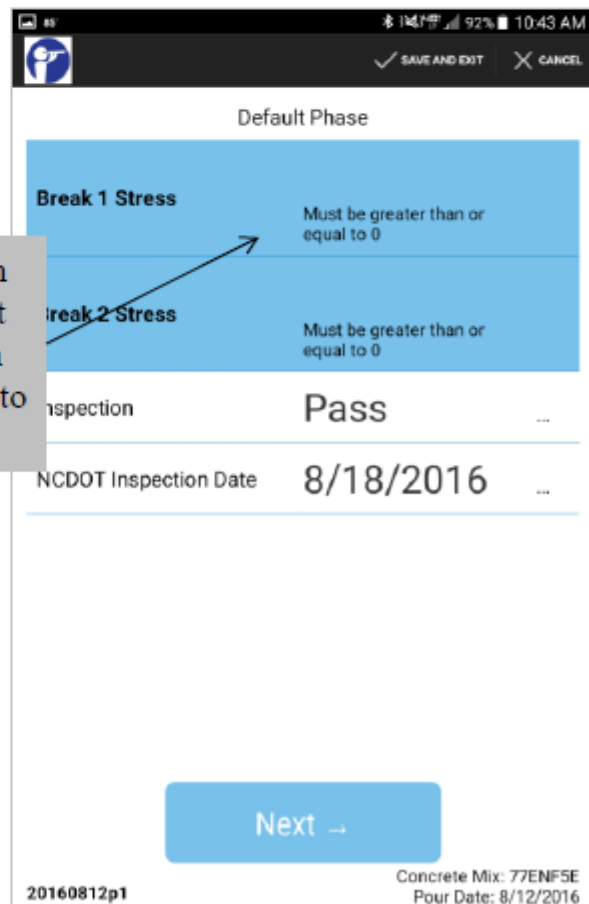 85°
92% 10:43 AM
SAVE AND EXIT
CANCEL
Default Phase
Break 1 Stress
Must be greater than or
equal to 0
Break 2 Stress
Must be greater than or
equal to 0
to
Inspection
Pass
...
NCDOT Inspection Date
8/18/2016
...
Next →
20160812p1
Concrete Mix: 77ENF5E
Pour Date: 8/12/2016